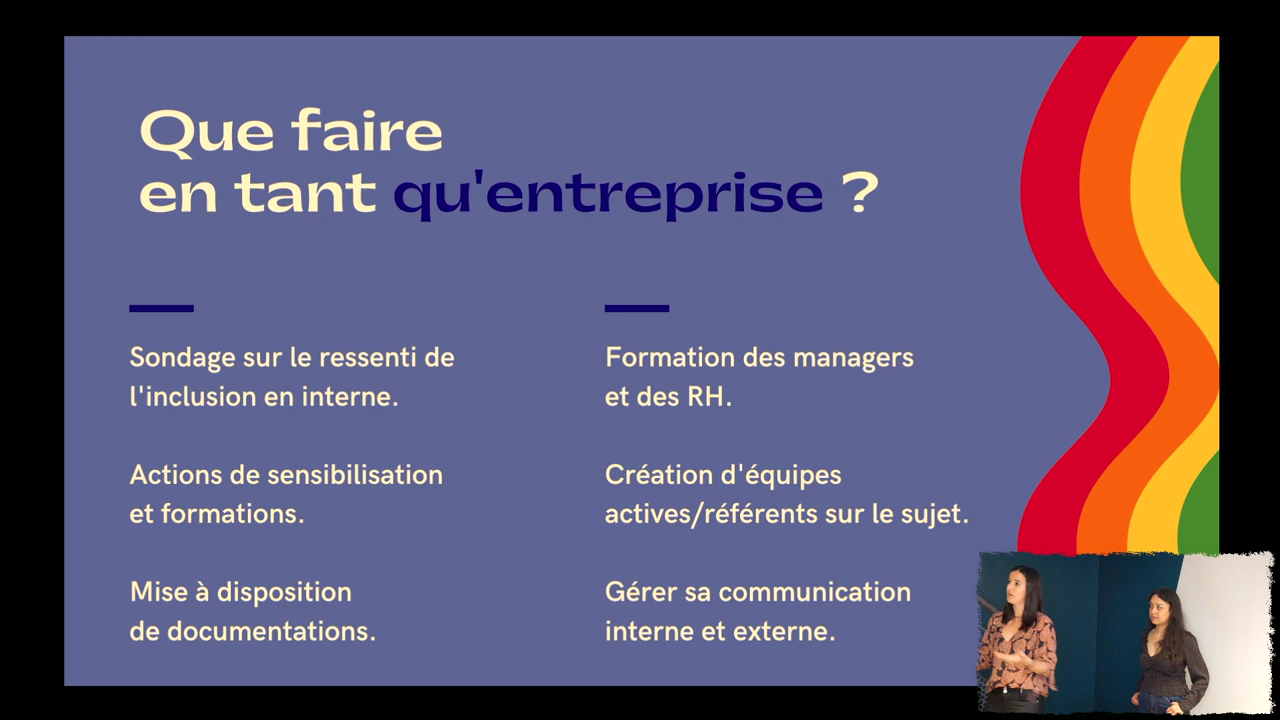 Que faire
en tant qu'entreprise ?
Sondage sur le ressenti de
l'inclusion en interne.
Actions de sensibilisation
et formations.
Mise à disposition
de documentations.
Formation des managers
et des RH.
Création d'équipes
actives/référents sur le sujet.
Gérer sa communication
interne et externe.